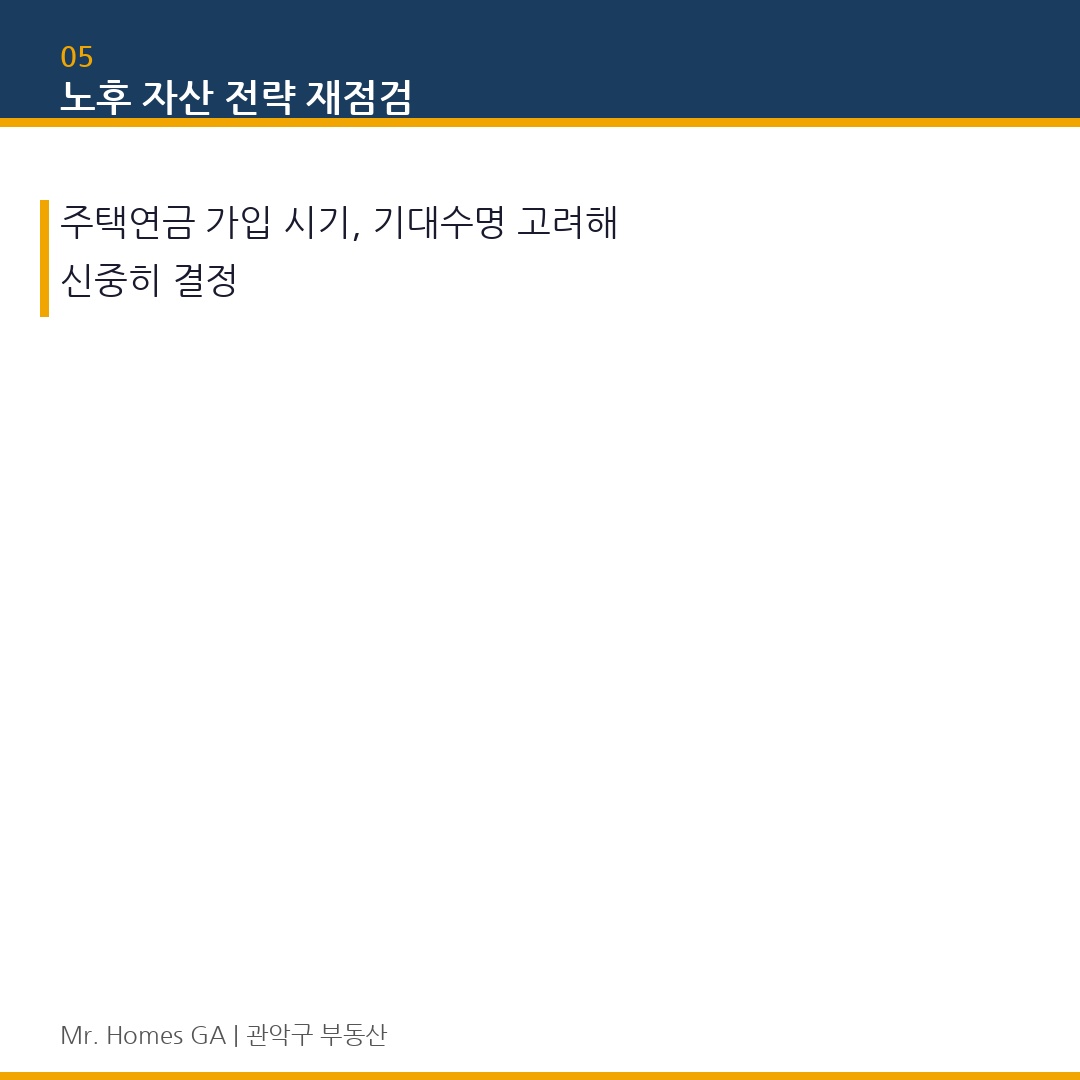 05
노후 자산 전략 재점검
주택연금 가입 시기, 기대수명 고려해
신중히 결정
Mr. Homes GA | 관악구 부동산